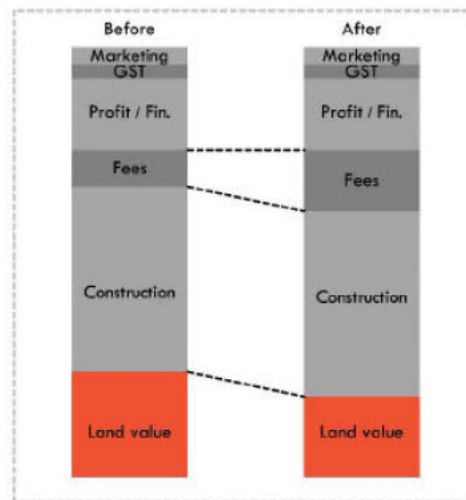 Before
Marketing
GST
Profit / Fin.
Fees
Construction
Land value
After
Marketing
GST
Profit / Fin.
Fees
Construction
Land value